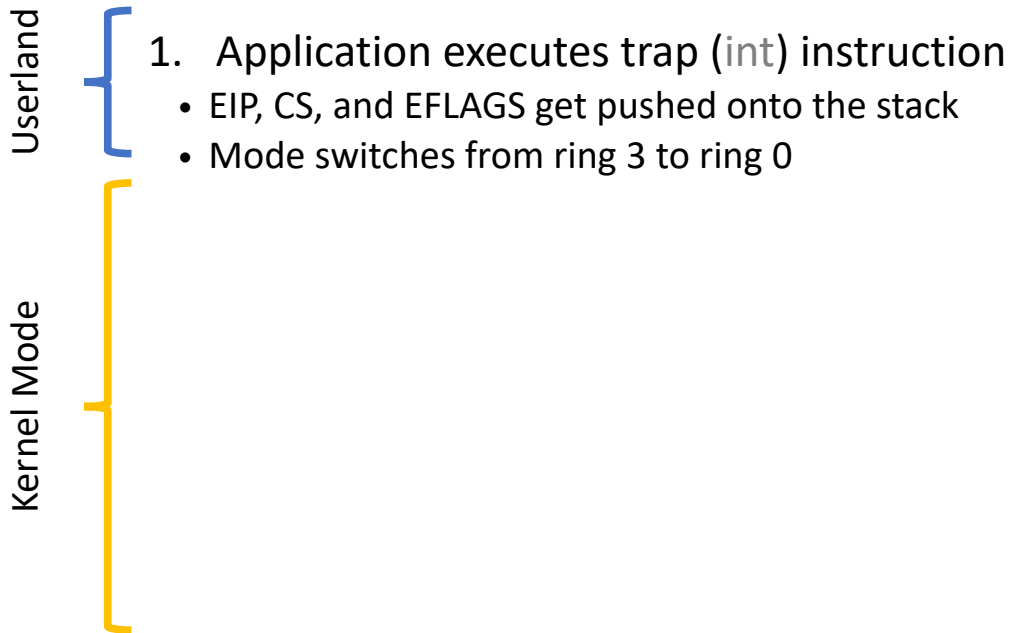 Userland
1. Application executes trap (int) instruction
• EIP, CS, and EFLAGS get pushed onto the stack
• Mode switches from ring 3 to ring 0
Kernel Mode